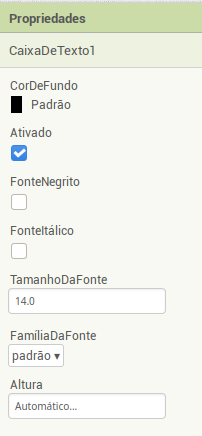 Propriedades
CaixaDeTexto1
CorDeFundo
Padrão
Ativado
FonteNegrito
FonteItálico
TamanhoDaFonte
14.0
FamíliaDaFonte
padrão ▾
Altura
Automático...